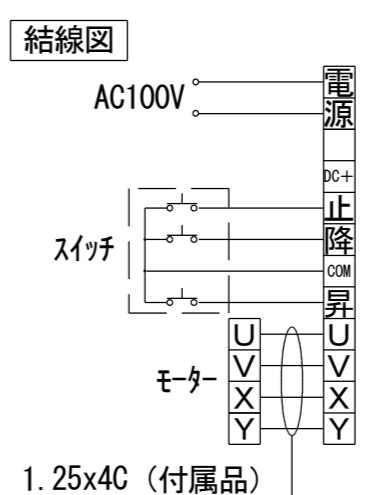 結線図
AC100V
電
源
DC+
止
降
COM
昇
スイッチ
U
V
X
Y
モーター
U
V
X
Y
1.25x4C (付属品)